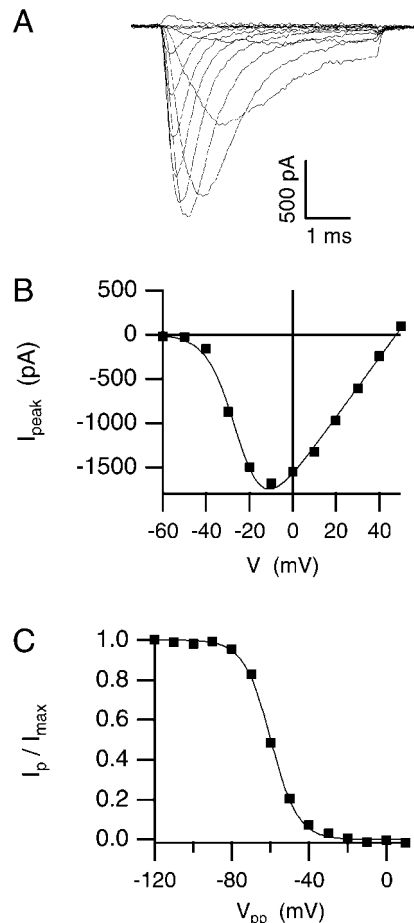 A
500 pA
1 ms
B
500
0
-500
-1000
-1500
I_peak (pA)
-60 -40 -20 0 20 40
V (mV)
C
1.0
0.8
0.6
0.4
0.2
0.0
I_p / I_max
-120 -80 -40 0
V_pp (mV)